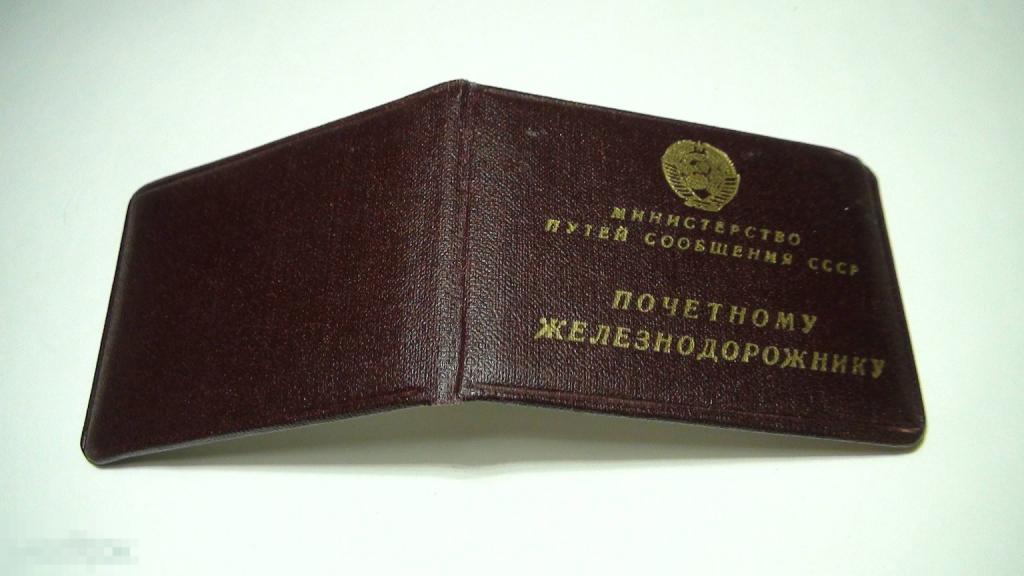 МИНИСТЕРСТВО
ПУТЕЙ СООБЩЕНИЯ СССР
ПОЧЕТНОМУ
ЖЕЛЕЗНОДОРОЖНИКУ